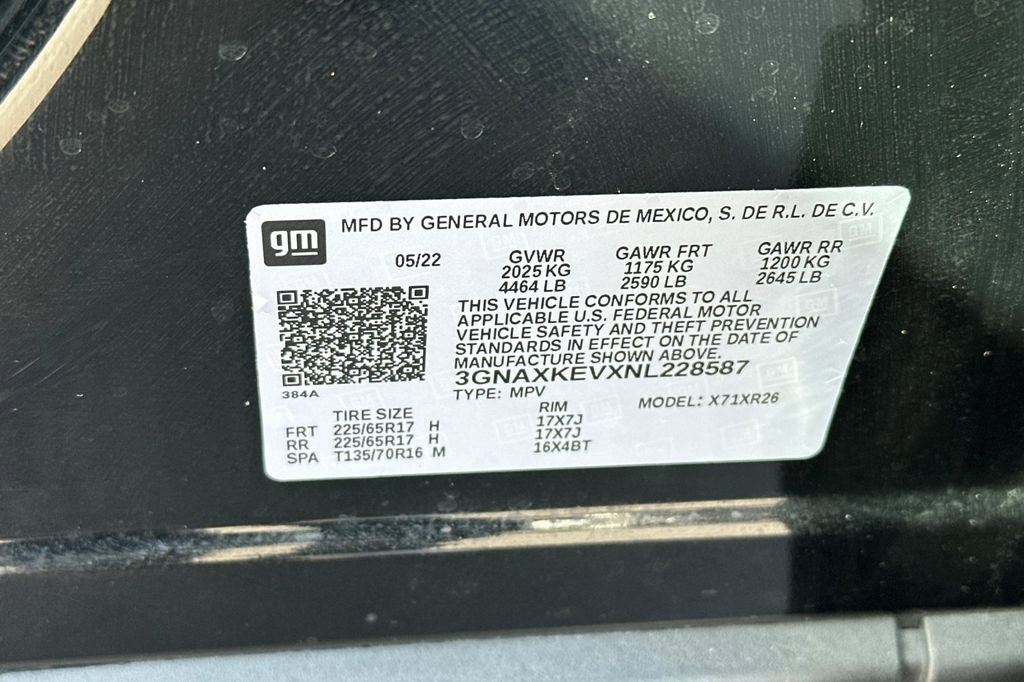 gm
MFD BY GENERAL MOTORS DE MEXICO, S. DE R.L. DE C.V.
05/22
GVWR GAWR FRT GAWR RR
2025 KG 1175 KG 1200 KG
4464 LB 2590 LB 2645 LB
THIS VEHICLE CONFORMS TO ALL
APPLICABLE U.S. FEDERAL MOTOR
VEHICLE SAFETY AND THEFT PREVENTION
STANDARDS IN EFFECT ON THE DATE OF
MANUFACTURE SHOWN ABOVE.
3GNAXKEVXNL228587
384A
TYPE: MPV MODEL: X71XR26
TIRE SIZE RIM
FRT 225/65R17 H 17X7J
RR 225/65R17 H 17X7J
SPA T135/70R16 M 16X4BT